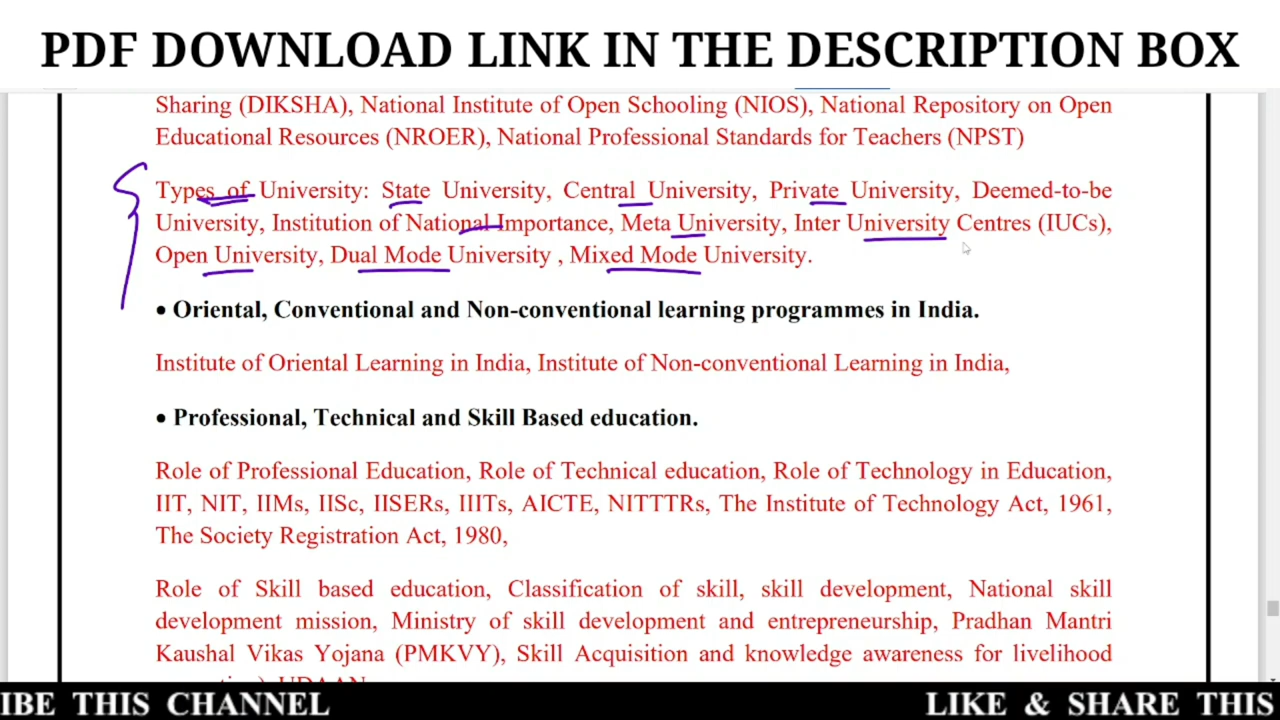 PDF DOWNLOAD LINK IN THE DESCRIPTION BOX
Sharing (DIKSHA), National Institute of Open Schooling (NIOS), National Repository on Open
Educational Resources (NROER), National Professional Standards for Teachers (NPST)
Types of University: State University, Central University, Private University, Deemed-to-be
University, Institution of National Importance, Meta University, Inter University Centres (IUCs),
Open University, Dual Mode University , Mixed Mode University.
• Oriental, Conventional and Non-conventional learning programmes in India.
Institute of Oriental Learning in India, Institute of Non-conventional Learning in India,
• Professional, Technical and Skill Based education.
Role of Professional Education, Role of Technical education, Role of Technology in Education,
IIT, NIT, IIMs, IISc, IISERs, IIITs, AICTE, NITTTRs, The Institute of Technology Act, 1961,
The Society Registration Act, 1980,
Role of Skill based education, Classification of skill, skill development, National skill
development mission, Ministry of skill development and entrepreneurship, Pradhan Mantri
Kaushal Vikas Yojana (PMKVY), Skill Acquisition and knowledge awareness for livelihood
IBE THIS CHANNEL LIKE & SHARE THIS